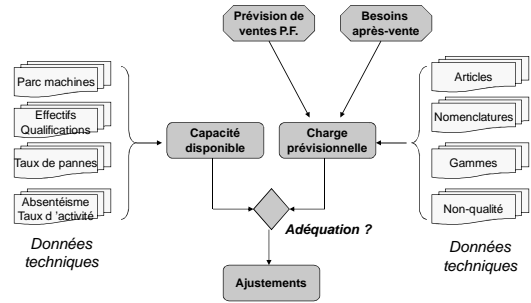 Prévision de
ventes P.F.
Besoins
après-vente
Parc machines
Effectifs
Qualifications
Taux de pannes
Absentéisme
Taux d 'activité
Données
techniques
Capacité
disponible
Charge
prévisionnelle
Articles
Nomenclatures
Gammes
Non-qualité
Données
techniques
Adéquation ?
Ajustements